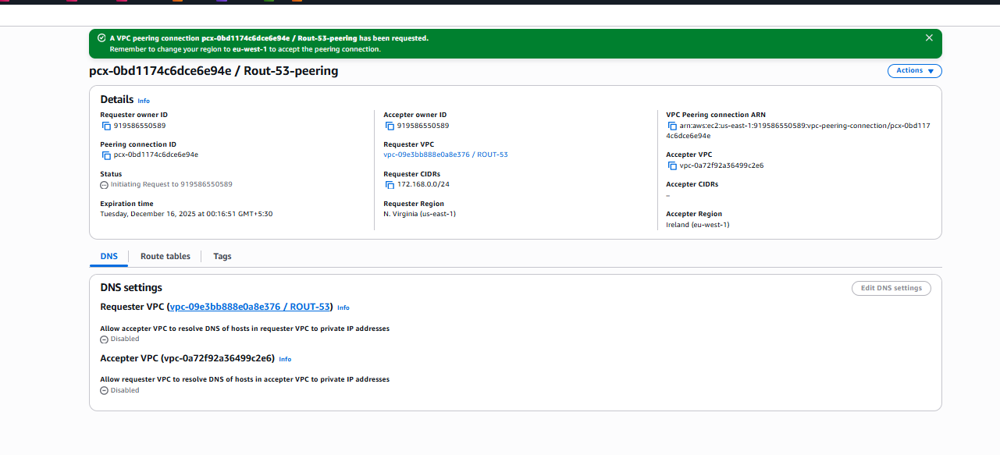 A VPC peering connection pcx-0bd1174c6dce6e94e / Rout-53-peering has been requested.
Remember to change your region to eu-west-1 to accept the peering connection.
pcx-0bd1174c6dce6e94e / Rout-53-peering
Actions
Details Info
Requester owner ID
919586550589
Peering connection ID
pcx-0bd1174c6dce6e94e
Status
Initiating Request to 919586550589
Expiration time
Tuesday, December 16, 2025 at 00:16:51 GMT+5:30
Accepter owner ID
919586550589
Requester VPC
vpc-09e3bb888e0a8e376 / ROUT-53
Requester CIDRs
172.168.0.0/24
Requester Region
N. Virginia (us-east-1)
VPC Peering connection ARN
arn:aws:ec2:us-east-1:919586550589:vpc-peering-connection/pcx-0bd117
4c6dce6e94e
Accepter VPC
vpc-0a72f92a36499c2e6
Accepter CIDRs
–
Accepter Region
Ireland (eu-west-1)
DNS
Route tables
Tags
DNS settings
Edit DNS settings
Requester VPC (vpc-09e3bb888e0a8e376 / ROUT-53) Info
Allow accepter VPC to resolve DNS of hosts in requester VPC to private IP addresses
Disabled
Accepter VPC (vpc-0a72f92a36499c2e6) Info
Allow requester VPC to resolve DNS of hosts in accepter VPC to private IP addresses
Disabled